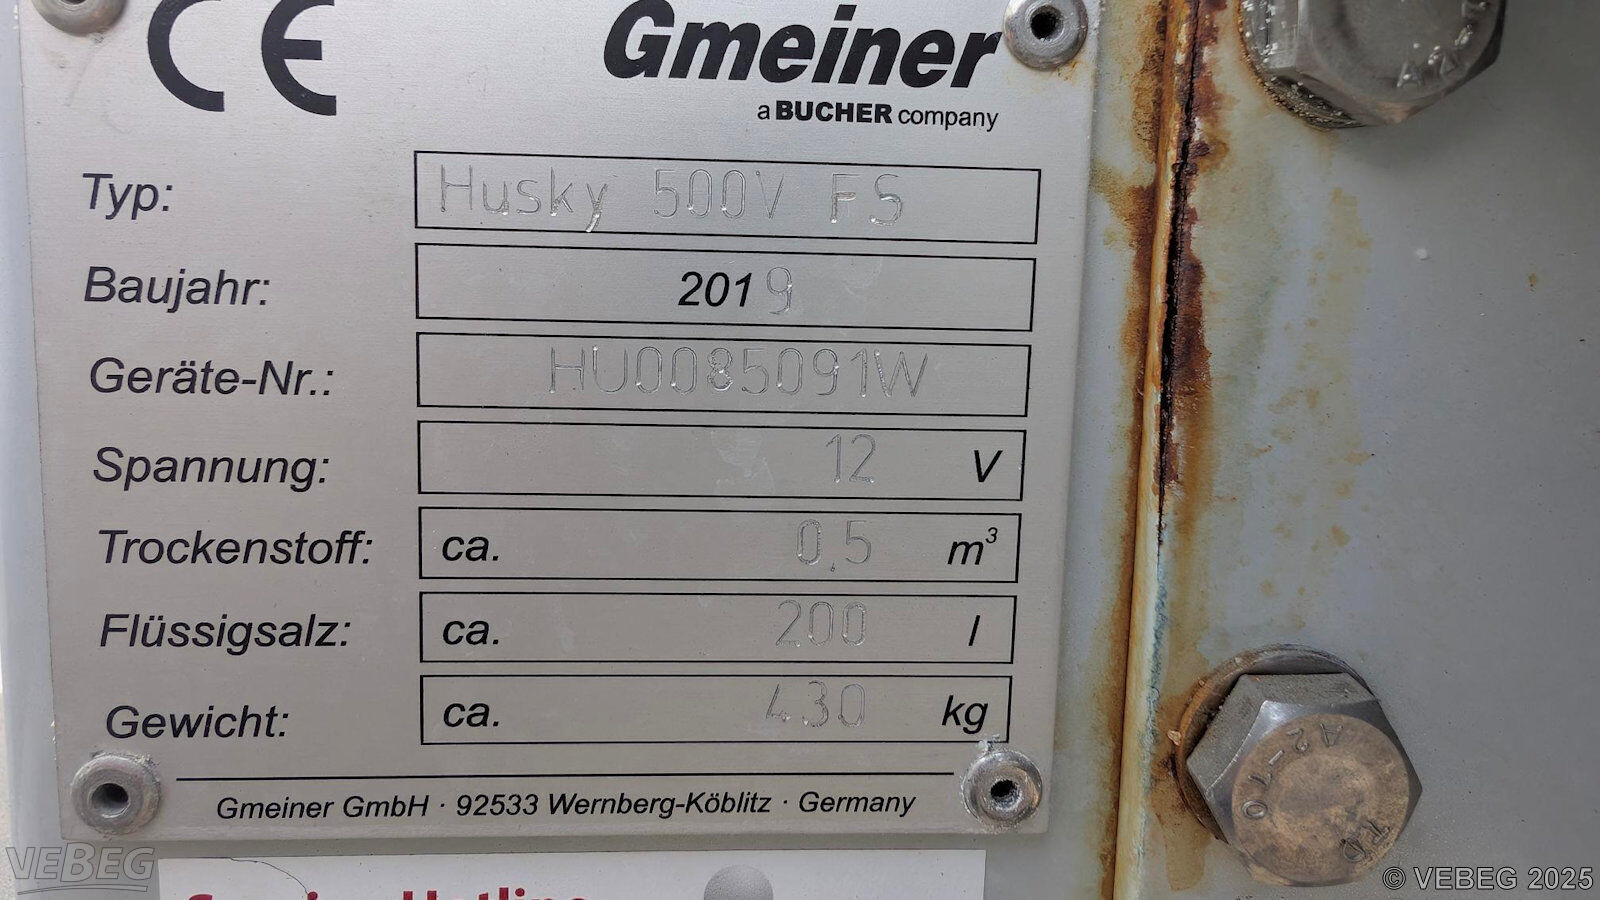 CE
Gmeiner
a BUCHER company
Typ: Husky 500V FS
Baujahr: 2019
Geräte-Nr.: HU0085091W
Spannung: 12 V
Trockenstoff: ca. 0,5 m³
Flüssigsalz: ca. 200 l
Gewicht: ca. 430 kg
Gmeiner GmbH · 92533 Wernberg-Köblitz · Germany
A2-70
VEBEG
© VEBEG 2025